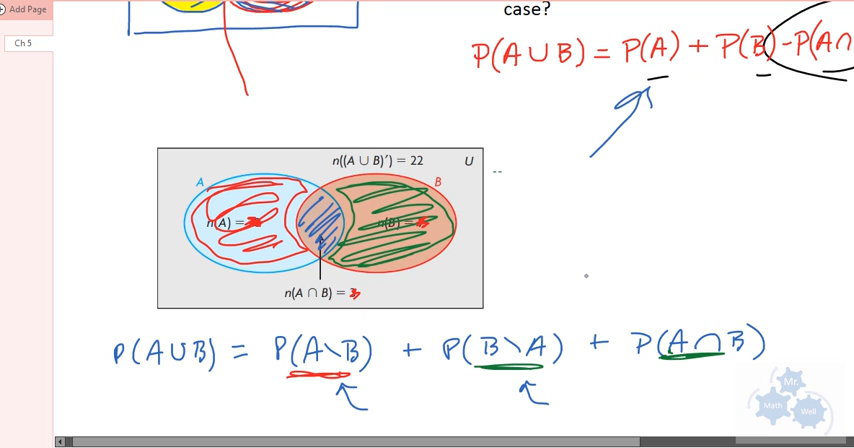 Add Page
case?
Ch 5
P(A ∪ B) = P(A) + P(B) - P(A ∩
n((A ∪ B)′) = 22
U
A
B
n(A) =
n(B) =
n(A ∩ B) =
P(A ∪ B) = P(A \ B) + P(B \ A) + P(A ∩ B)
Mr.
Math
Well